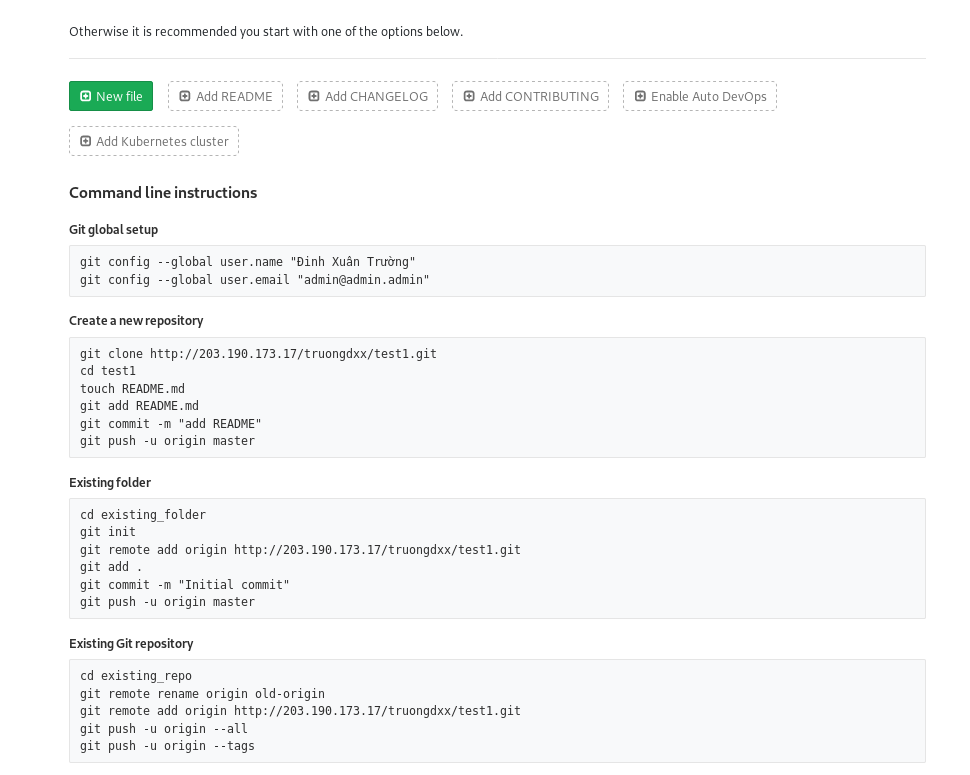 Otherwise it is recommended you start with one of the options below.
New file Add README Add CHANGELOG Add CONTRIBUTING Enable Auto DevOps
Add Kubernetes cluster
Command line instructions
Git global setup
git config --global user.name "Đinh Xuân Trường"
git config --global user.email "admin@admin.admin"
Create a new repository
git clone http://203.190.173.17/truongdxx/test1.git
cd test1
touch README.md
git add README.md
git commit -m "add README"
git push -u origin master
Existing folder
cd existing_folder
git init
git remote add origin http://203.190.173.17/truongdxx/test1.git
git add .
git commit -m "Initial commit"
git push -u origin master
Existing Git repository
cd existing_repo
git remote rename origin old-origin
git remote add origin http://203.190.173.17/truongdxx/test1.git
git push -u origin --all
git push -u origin --tags